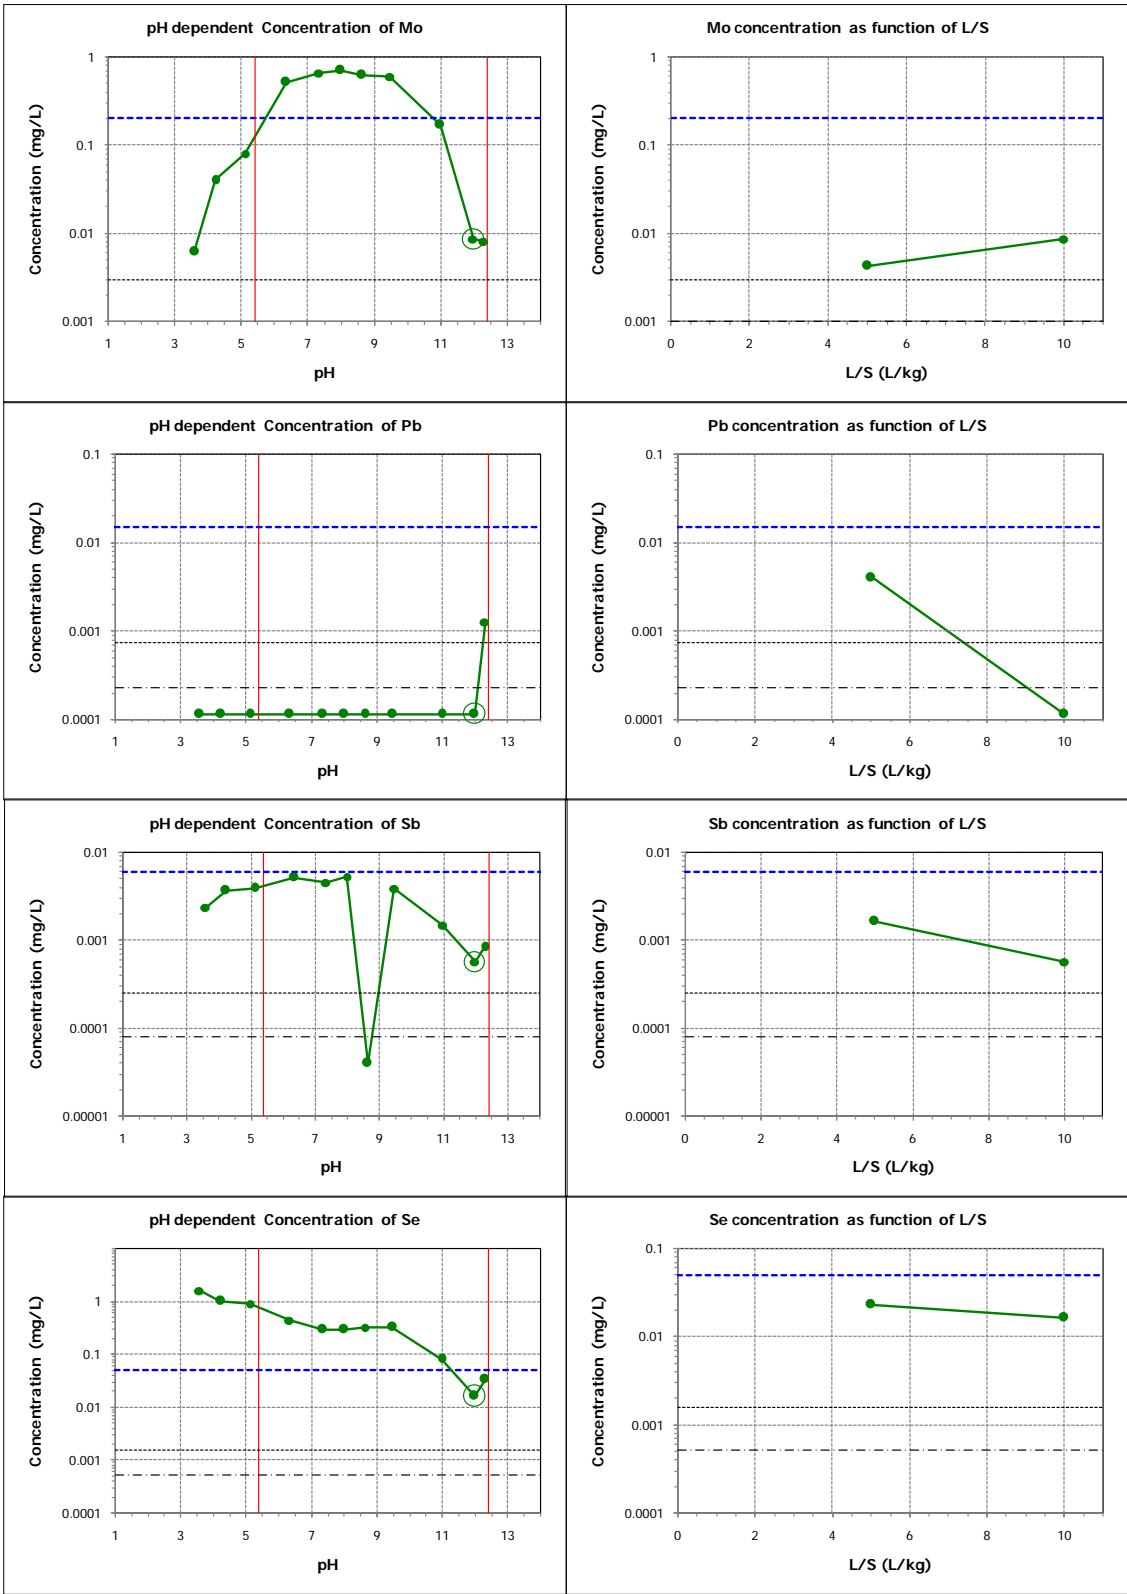 pH dependent Concentration of Mo
Concentration (mg/L)
1
0.1
0.01
0.001
1 3 5 7 9 11 13
pH
Mo concentration as function of L/S
Concentration (mg/L)
1
0.1
0.01
0.001
0 2 4 6 8 10
L/S (L/kg)
pH dependent Concentration of Pb
Concentration (mg/L)
0.1
0.01
0.001
0.0001
1 3 5 7 9 11 13
pH
Pb concentration as function of L/S
Concentration (mg/L)
0.1
0.01
0.001
0.0001
0 2 4 6 8 10
L/S (L/kg)
pH dependent Concentration of Sb
Concentration (mg/L)
0.01
0.001
0.0001
0.00001
1 3 5 7 9 11 13
pH
Sb concentration as function of L/S
Concentration (mg/L)
0.01
0.001
0.0001
0.00001
0 2 4 6 8 10
L/S (L/kg)
pH dependent Concentration of Se
Concentration (mg/L)
1
0.1
0.01
0.001
0.0001
1 3 5 7 9 11 13
pH
Se concentration as function of L/S
Concentration (mg/L)
0.1
0.01
0.001
0.0001
0 2 4 6 8 10
L/S (L/kg)